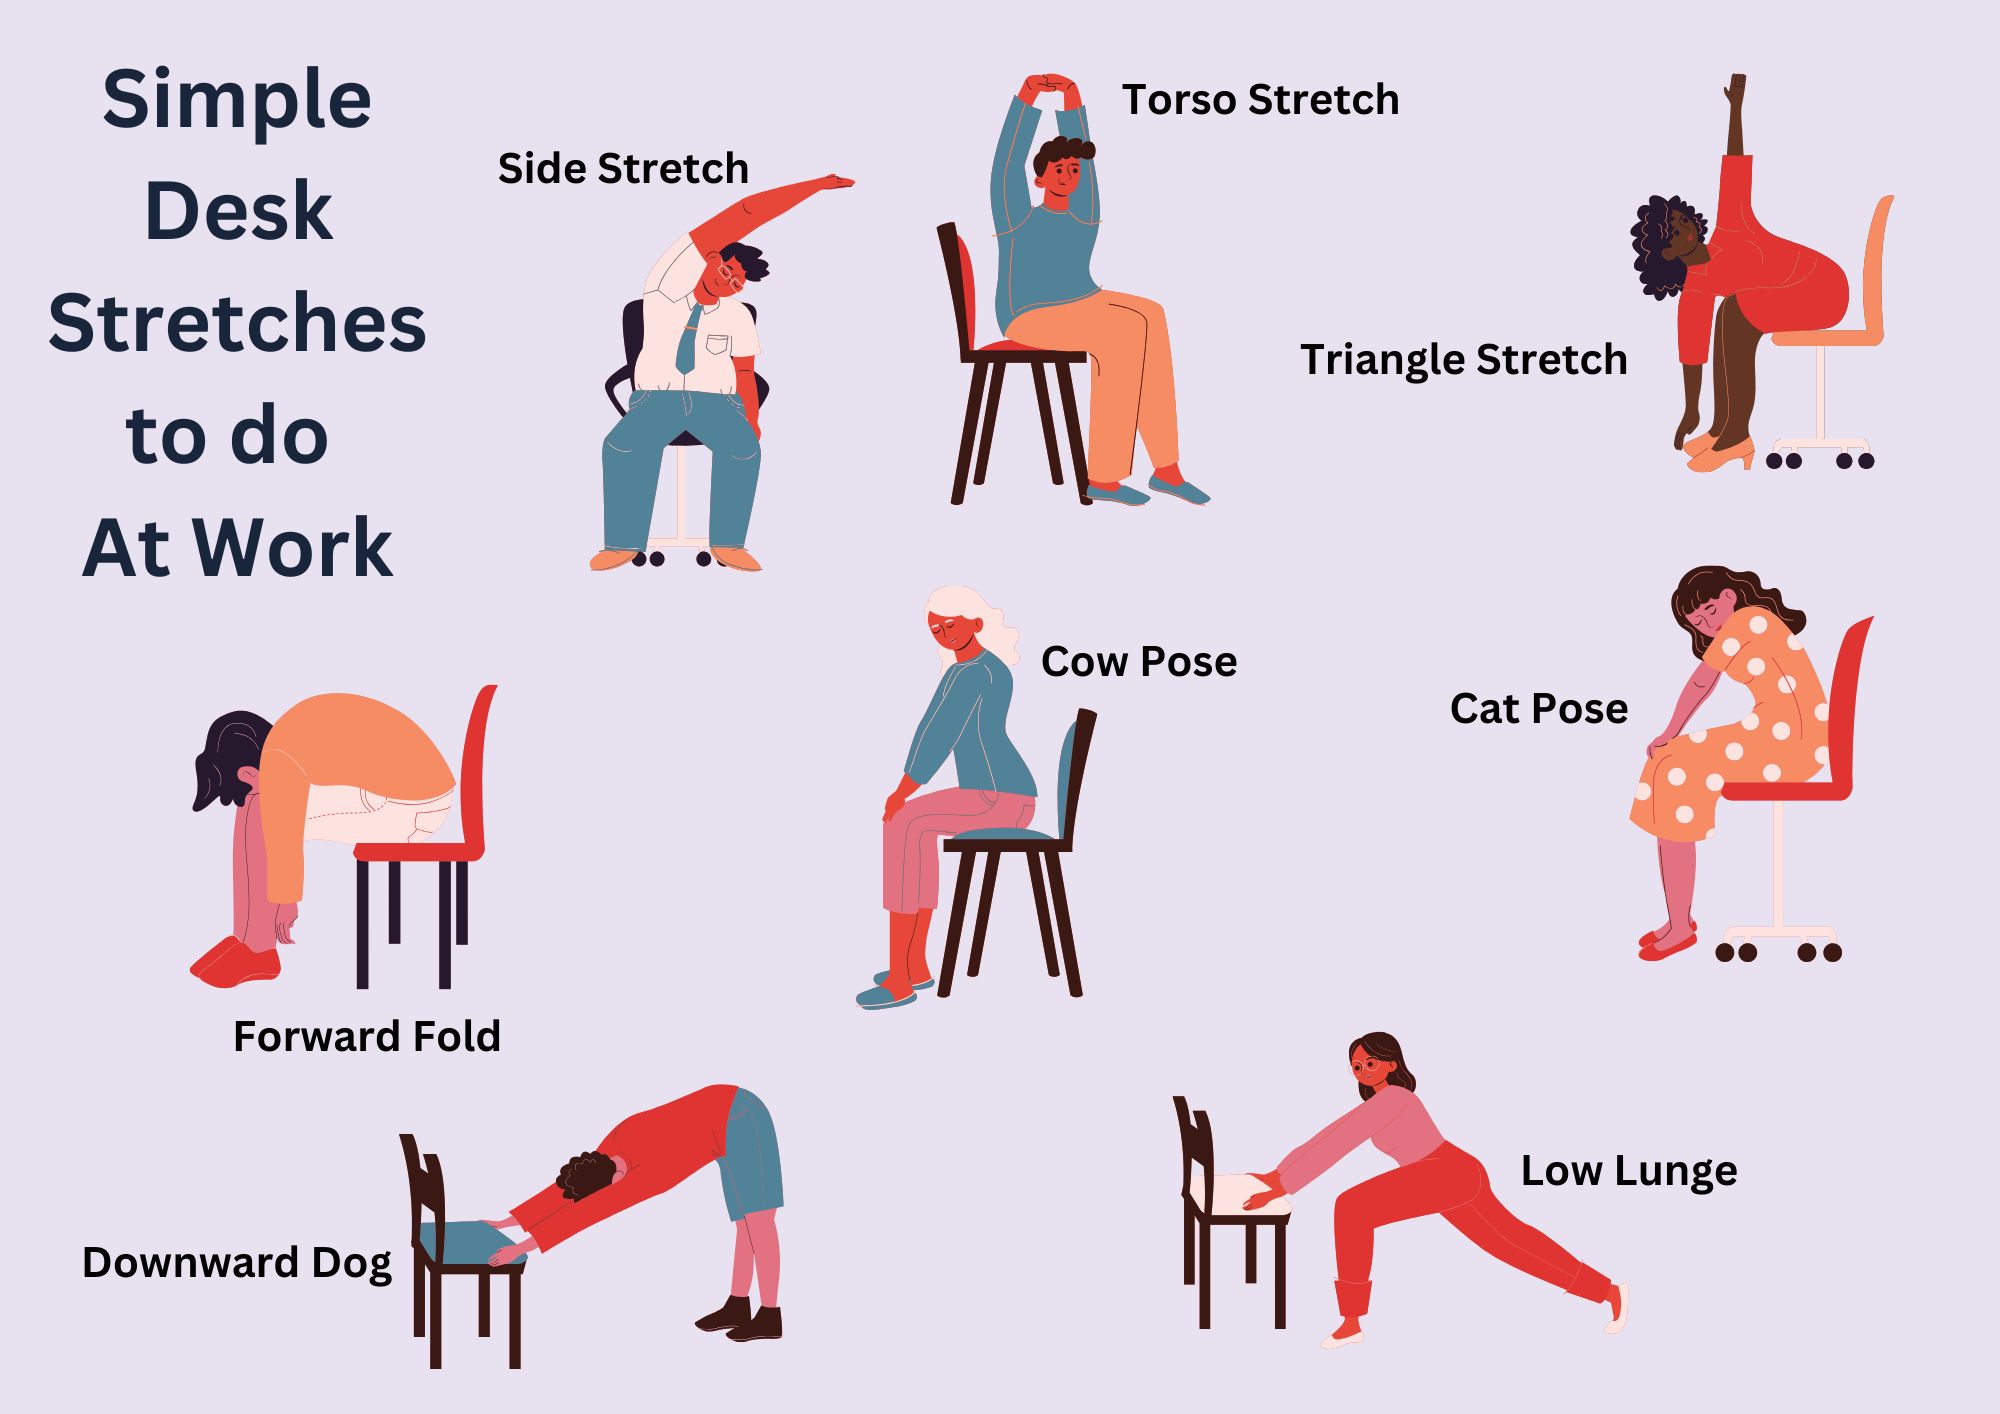 Simple
Desk
Stretches
to do
At Work
Side Stretch
Torso Stretch
Triangle Stretch
Cow Pose
Cat Pose
Forward Fold
Downward Dog
Low Lunge